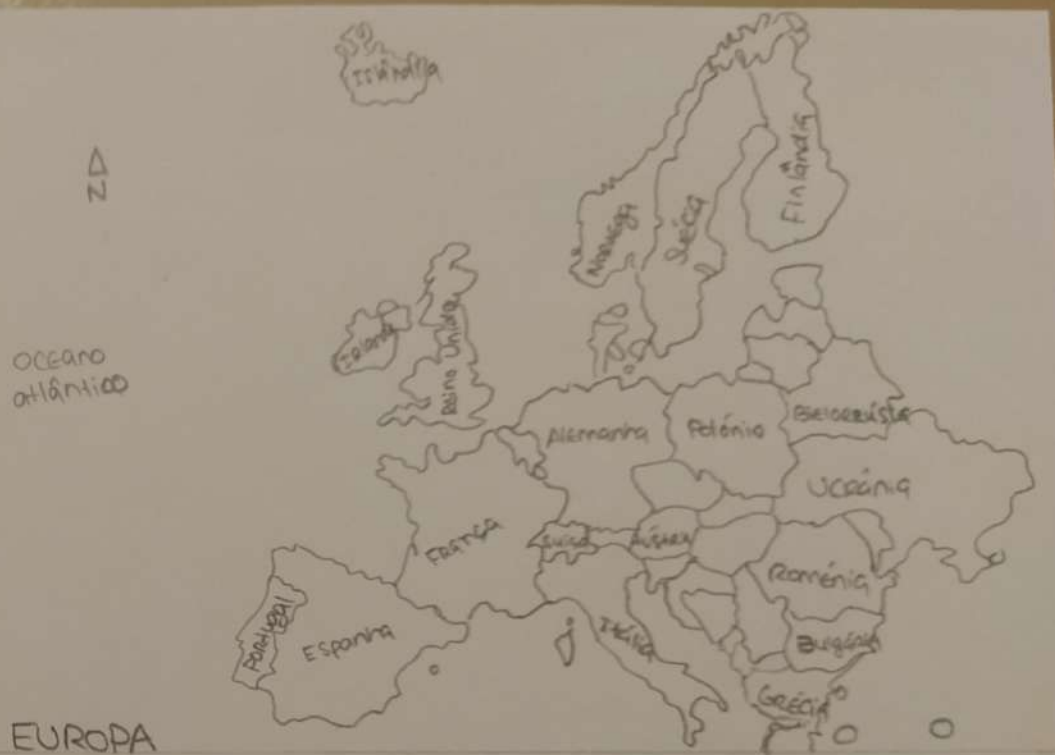 Islândia
N
Finlândia
Suécia
Noruega
Oceano
atlântico
Irlanda
Reino Unido
Alemanha
Polónia
Bielorrússia
Ucrânia
França
Suiça
Áustria
Roménia
Portugal
Espanha
Itália
Bulgária
GRÉCIA
EUROPA